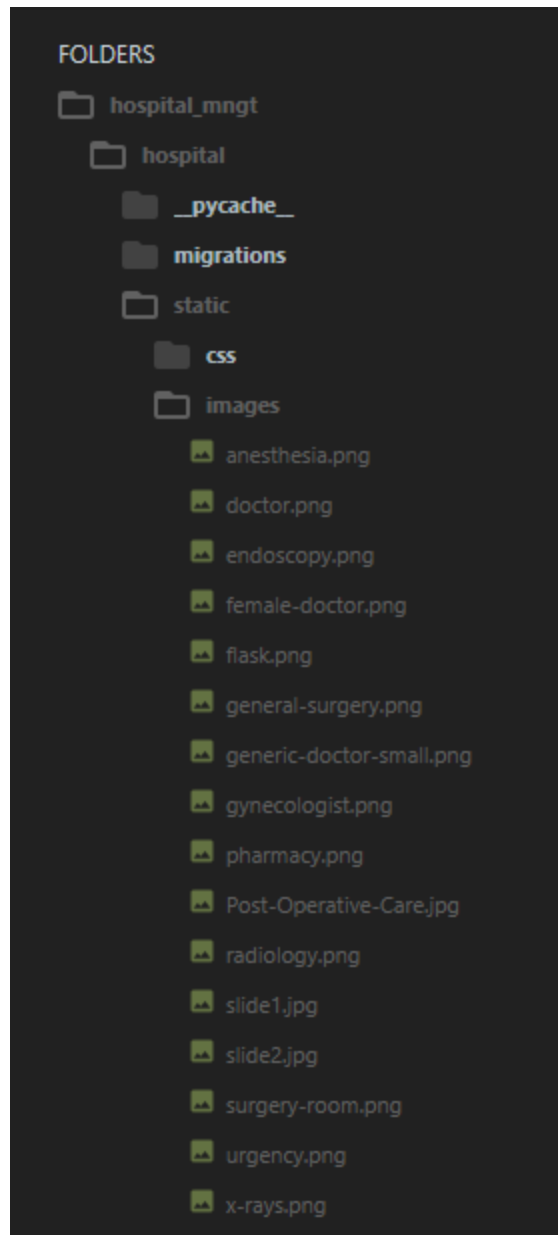 FOLDERS
hospital_mngt
hospital
__pycache__
migrations
static
css
images
anesthesia.png
doctor.png
endoscopy.png
female-doctor.png
flask.png
general-surgery.png
generic-doctor-small.png
gynecologist.png
pharmacy.png
Post-Operative-Care.jpg
radiology.png
slide1.jpg
slide2.jpg
surgery-room.png
urgency.png
x-rays.png